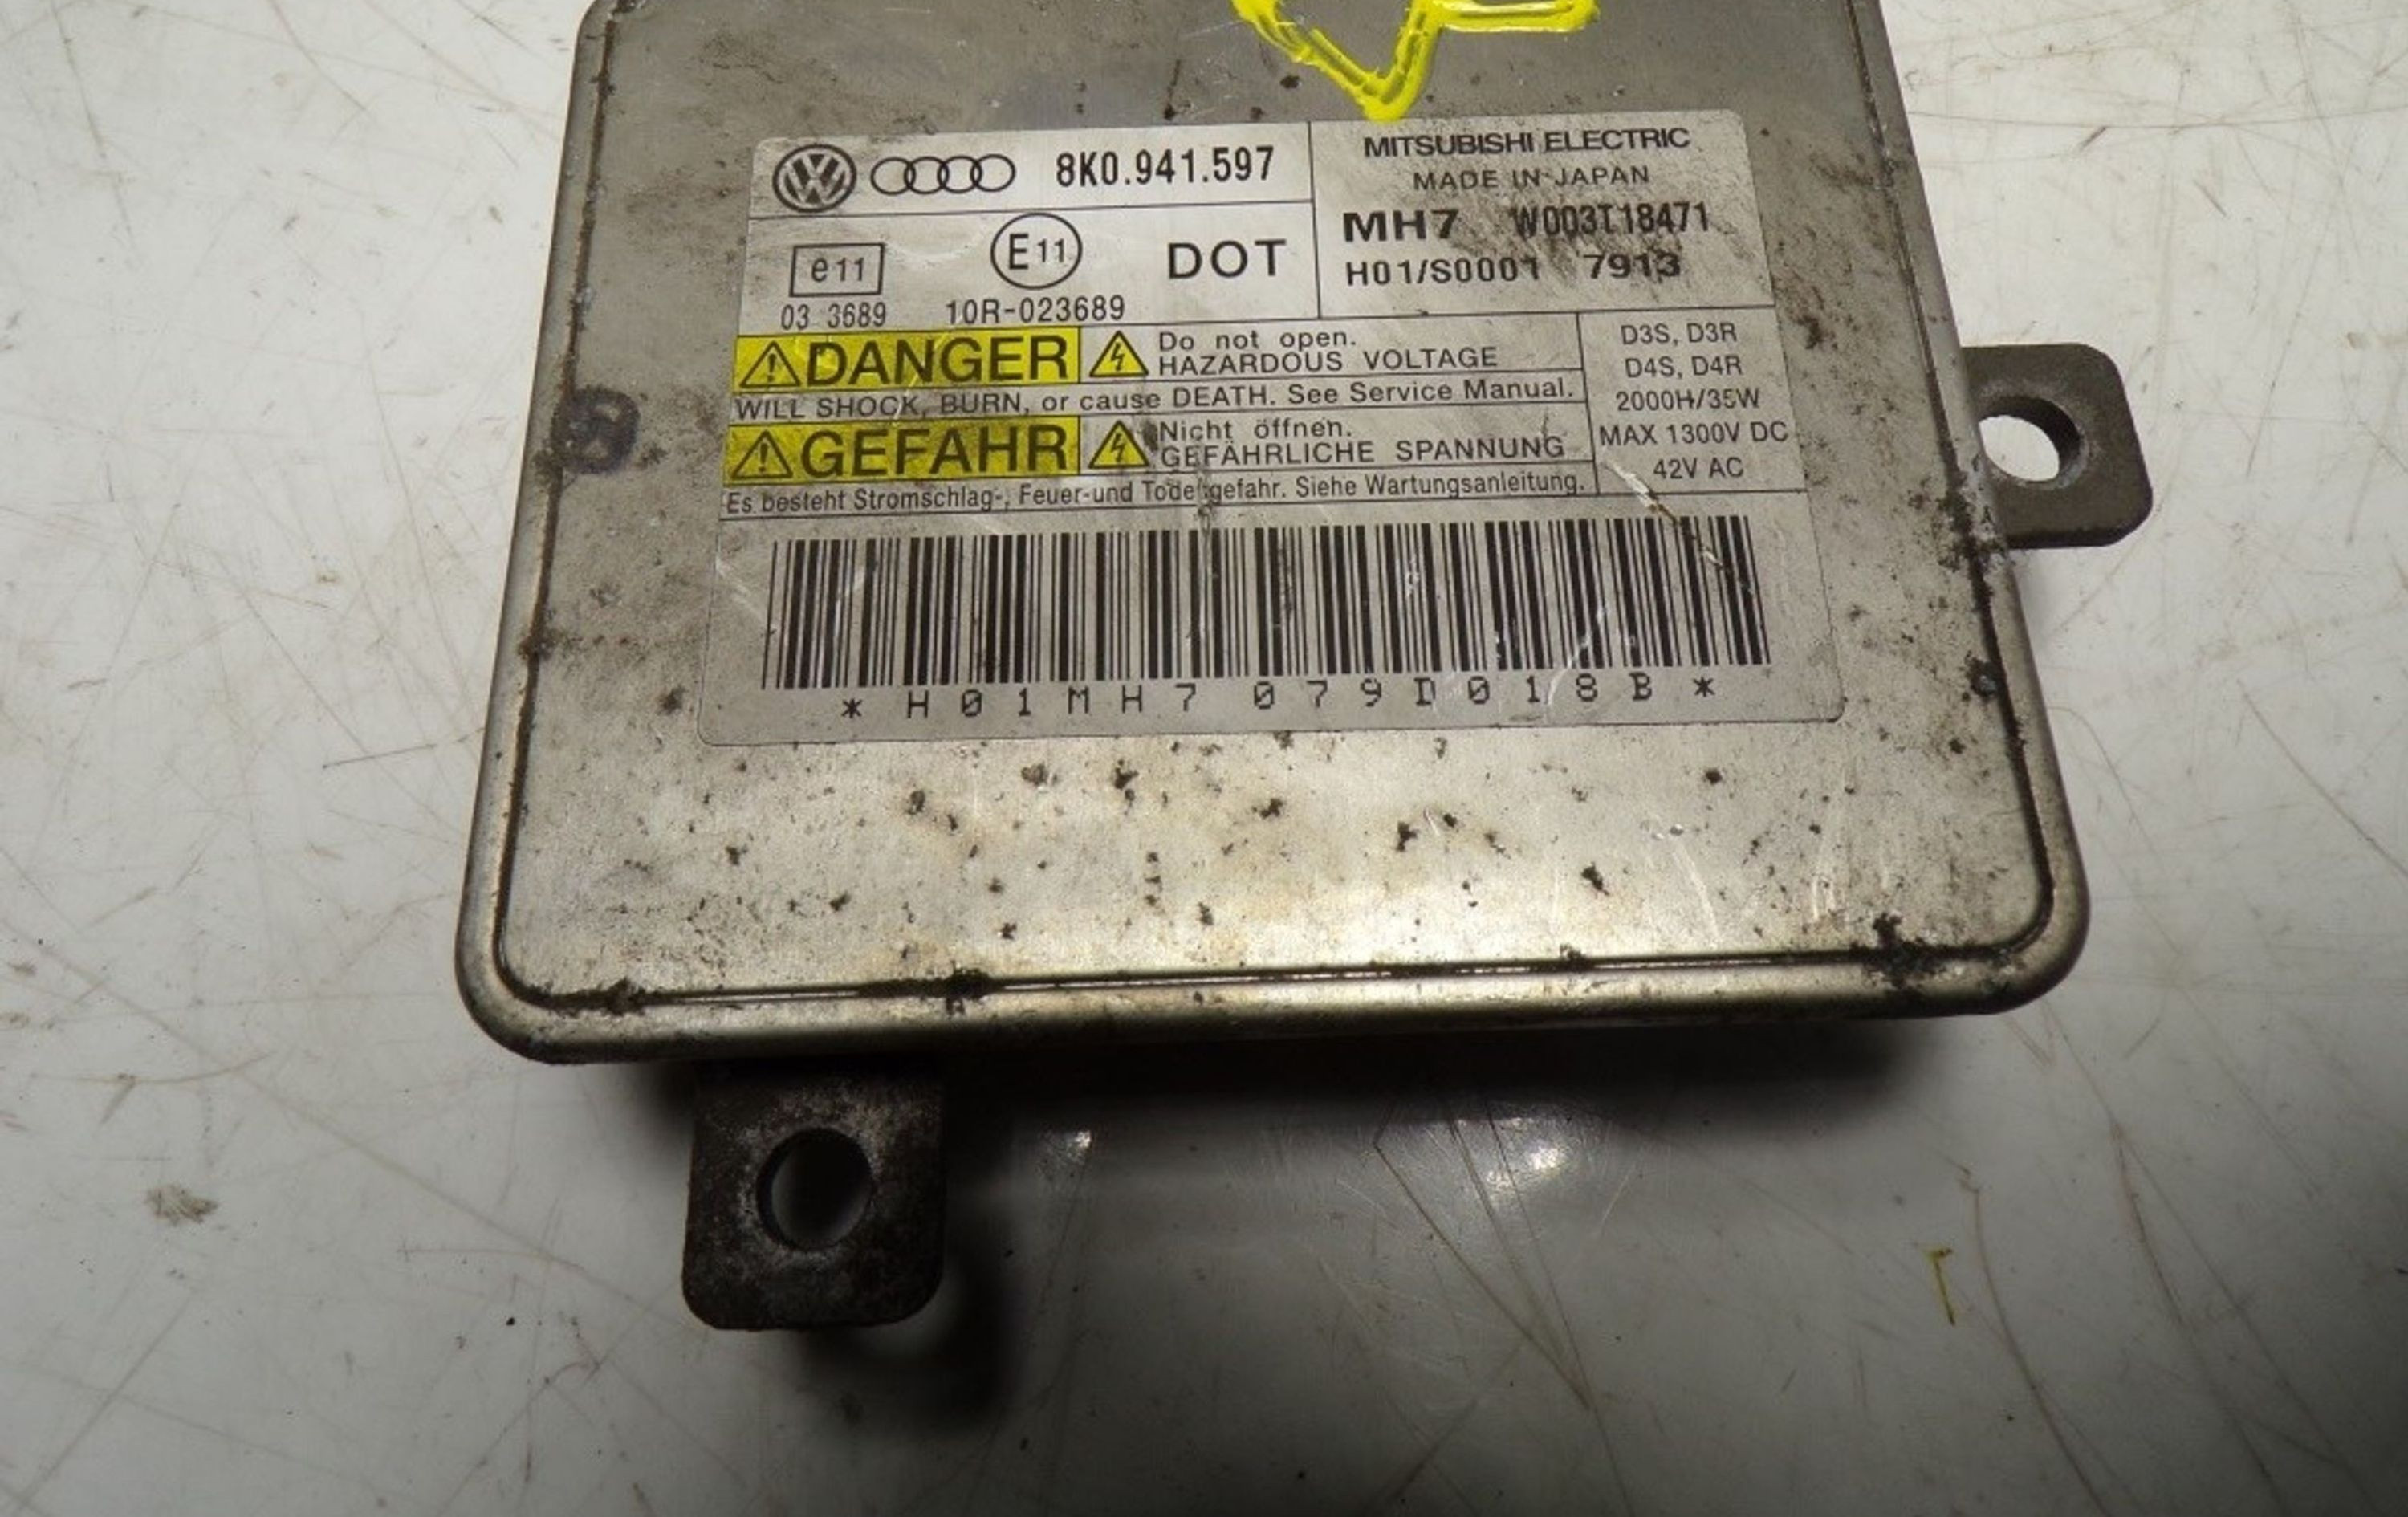 8K0.941.597
e11
E11
DOT
03 3689
10R-023689
MITSUBISHI ELECTRIC
MADE IN JAPAN
MH7 W003T18471
H01/S0001 7913
DANGER
Do not open.
HAZARDOUS VOLTAGE
WILL SHOCK, BURN, or cause DEATH. See Service Manual.
GEFAHR
Nicht öffnen.
GEFÄHRLICHE SPANNUNG
Es besteht Stromschlag-, Feuer-und Todesgefahr. Siehe Wartungsanleitung.
D3S, D3R
D4S, D4R
2000H/35W
MAX 1300V DC
42V AC
* H01MH7 079D018B *